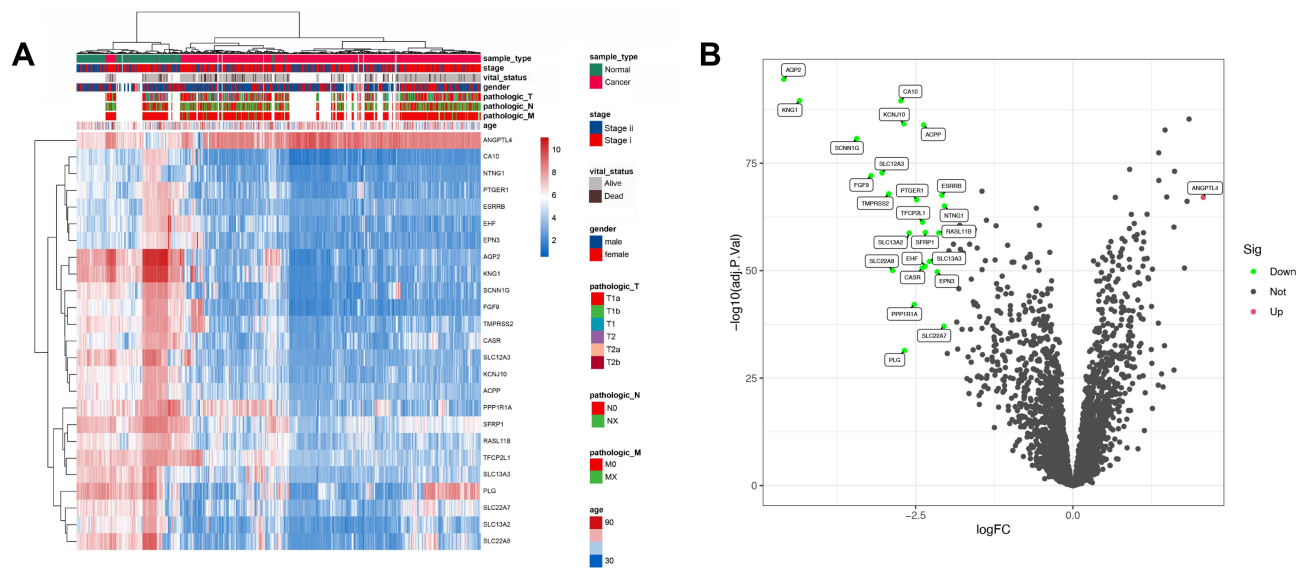 A
sample_type
stage
vital_status
gender
pathologic_T
pathologic_N
pathologic_M
age
ANGPTL4
CA10
NTNG1
PTGER1
ESRRB
EHF
EPN3
AQP2
KNG1
SCNN1G
FGF9
TMPRSS2
CASR
SLC12A3
KCNJ10
ACPP
PPP1R1A
SFRP1
RASL11B
TFCP2L1
SLC13A3
PLG
SLC22A7
SLC13A2
SLC22A8
10
8
6
4
2
sample_type
Normal
Cancer
stage
Stage ii
Stage i
vital_status
Alive
Dead
gender
male
female
pathologic_T
T1a
T1b
T1
T2
T2a
T2b
pathologic_N
N0
NX
pathologic_M
M0
MX
age
90
30
B
AQP2
KNG1
CA10
KCNJ10
ACPP
SCNN1G
SLC12A3
FGF9
TMPRSS2
PTGER1
ESRRB
TFCP2L1
NTNG1
RASL11B
SLC13A2
SFRP1
SLC22A8
EHF
SLC13A3
CASR
EPN3
PPP1R1A
SLC22A7
PLG
ANGPTL4
75
50
25
0
−log10(adj.P.Val)
−2.5
0.0
logFC
Sig
Down
Not
Up